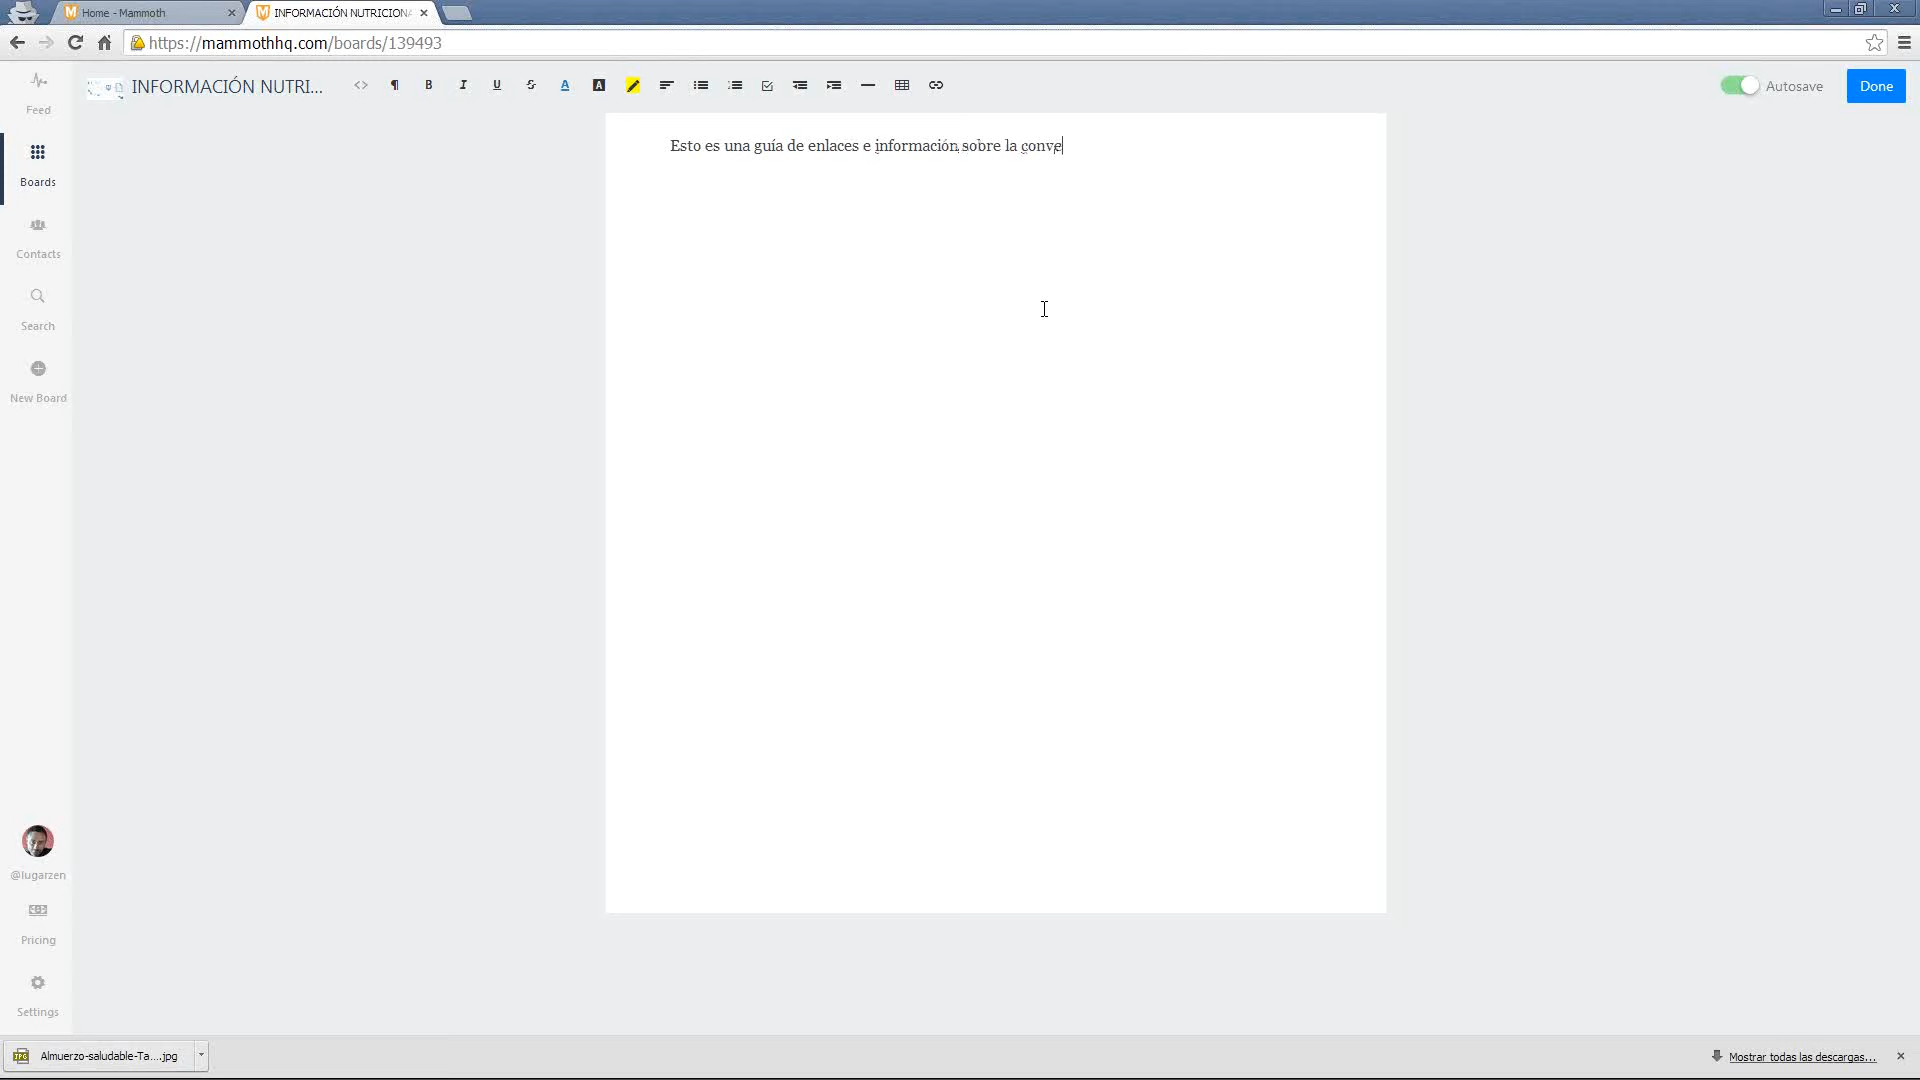 Home - Mammoth
INFORMACIÓN NUTRICION
https://mammothhq.com/boards/139493
INFORMACIÓN NUTRI...
Autosave
Done
Feed
Boards
Contacts
Search
New Board
Esto es una guía de enlaces e información sobre la conve
@lugarzen
Pricing
Settings
Almuerzo-saludable-Ta....jpg
Mostrar todas las descargas...